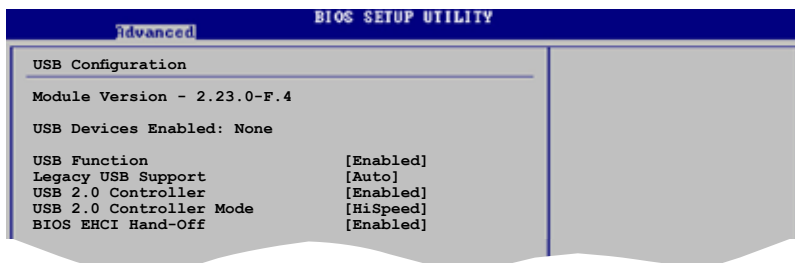 BIOS SETUP UTILITY
Advanced
USB Configuration
Module Version - 2.23.0-F.4
USB Devices Enabled: None
USB Function [Enabled]
Legacy USB Support [Auto]
USB 2.0 Controller [Enabled]
USB 2.0 Controller Mode [HiSpeed]
BIOS EHCI Hand-Off [Enabled]